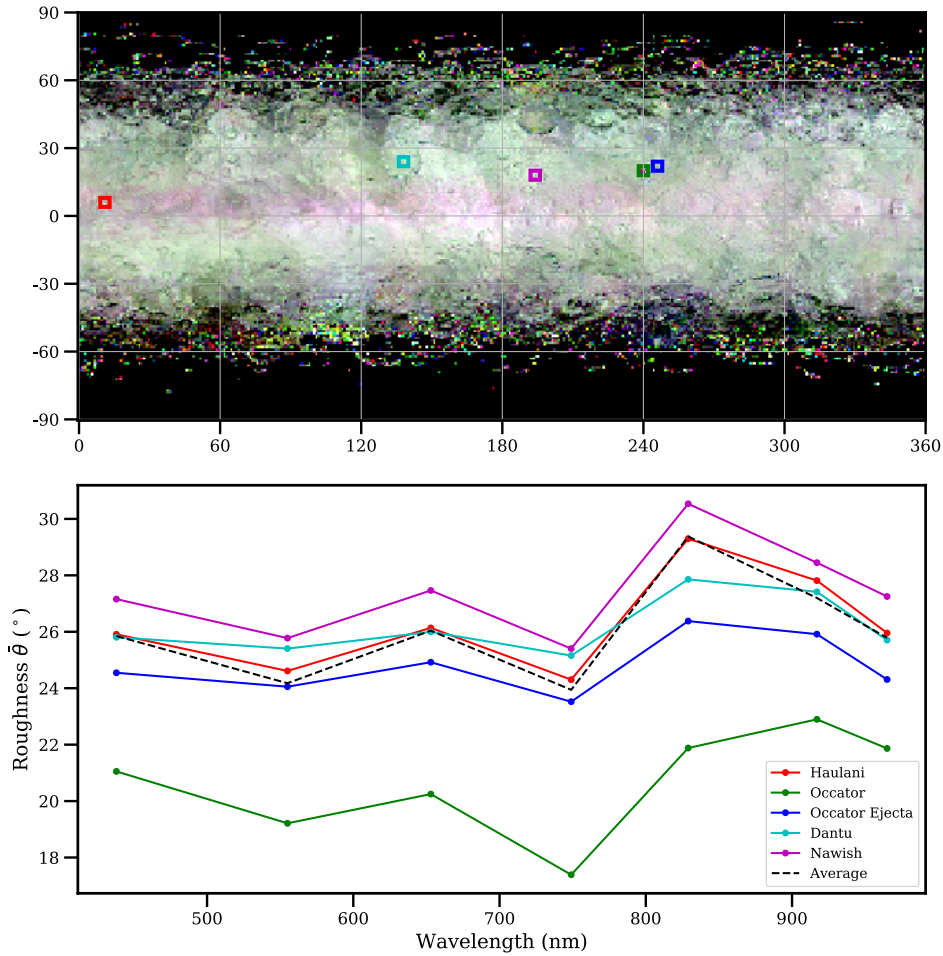 90
60
30
0
-30
-60
-90
0 60 120 180 240 300 360
30
28
26
24
22
20
18
Roughness θ̄ (°)
Haulani
Occator
Occator Ejecta
Dantu
Nawish
Average
500 600 700 800 900
Wavelength (nm)